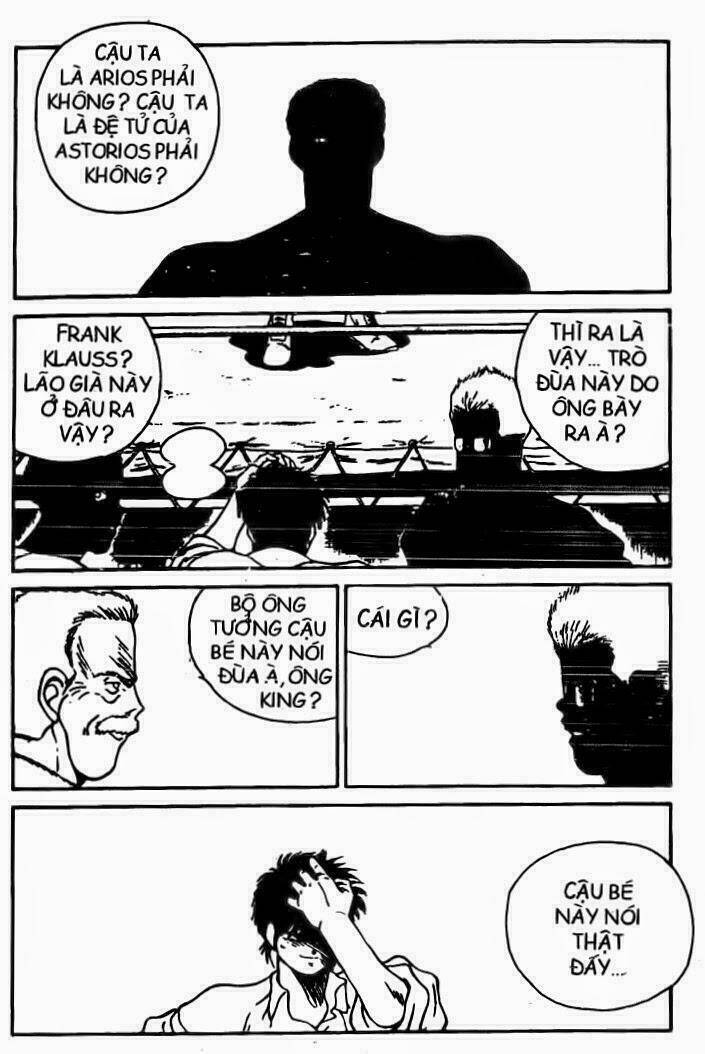 CẬU TA
LÀ ARIOS PHẢI
KHÔNG? CẬU TA
LÀ ĐỆ TỬ CỦA
ASTORIOS PHẢI
KHÔNG?
FRANK
KLAUSS?
LÃO GIÀ NÀY
Ở ĐÂU RA
VẬY?
THÌ RA LÀ
VẬY... TRÒ
ĐÙA NÀY DO
ÔNG BÀY
RA À?
BỘ ÔNG
TƯỞNG CẬU
BÉ NÀY NÓI
ĐÙA À, ÔNG
KING?
CÁI GÌ?
CẬU BÉ
NÀY NÓI
THẬT
ĐẤY...